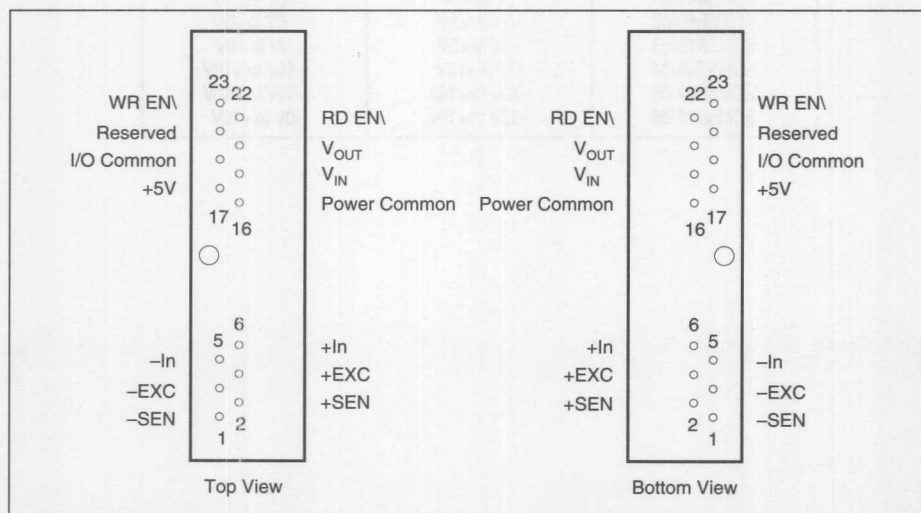 23
WR EN\ 22
RD EN\
Reserved
V_OUT
I/O Common
V_IN
+5V
Power Common
17
16
6
5
+In
–In
+EXC
–EXC
+SEN
–SEN
2
1
Top View
23
22
WR EN\
RD EN\
Reserved
V_OUT
I/O Common
V_IN
+5V
Power Common
17
16
6
5
+In
–In
+EXC
–EXC
+SEN
–SEN
2
1
Bottom View